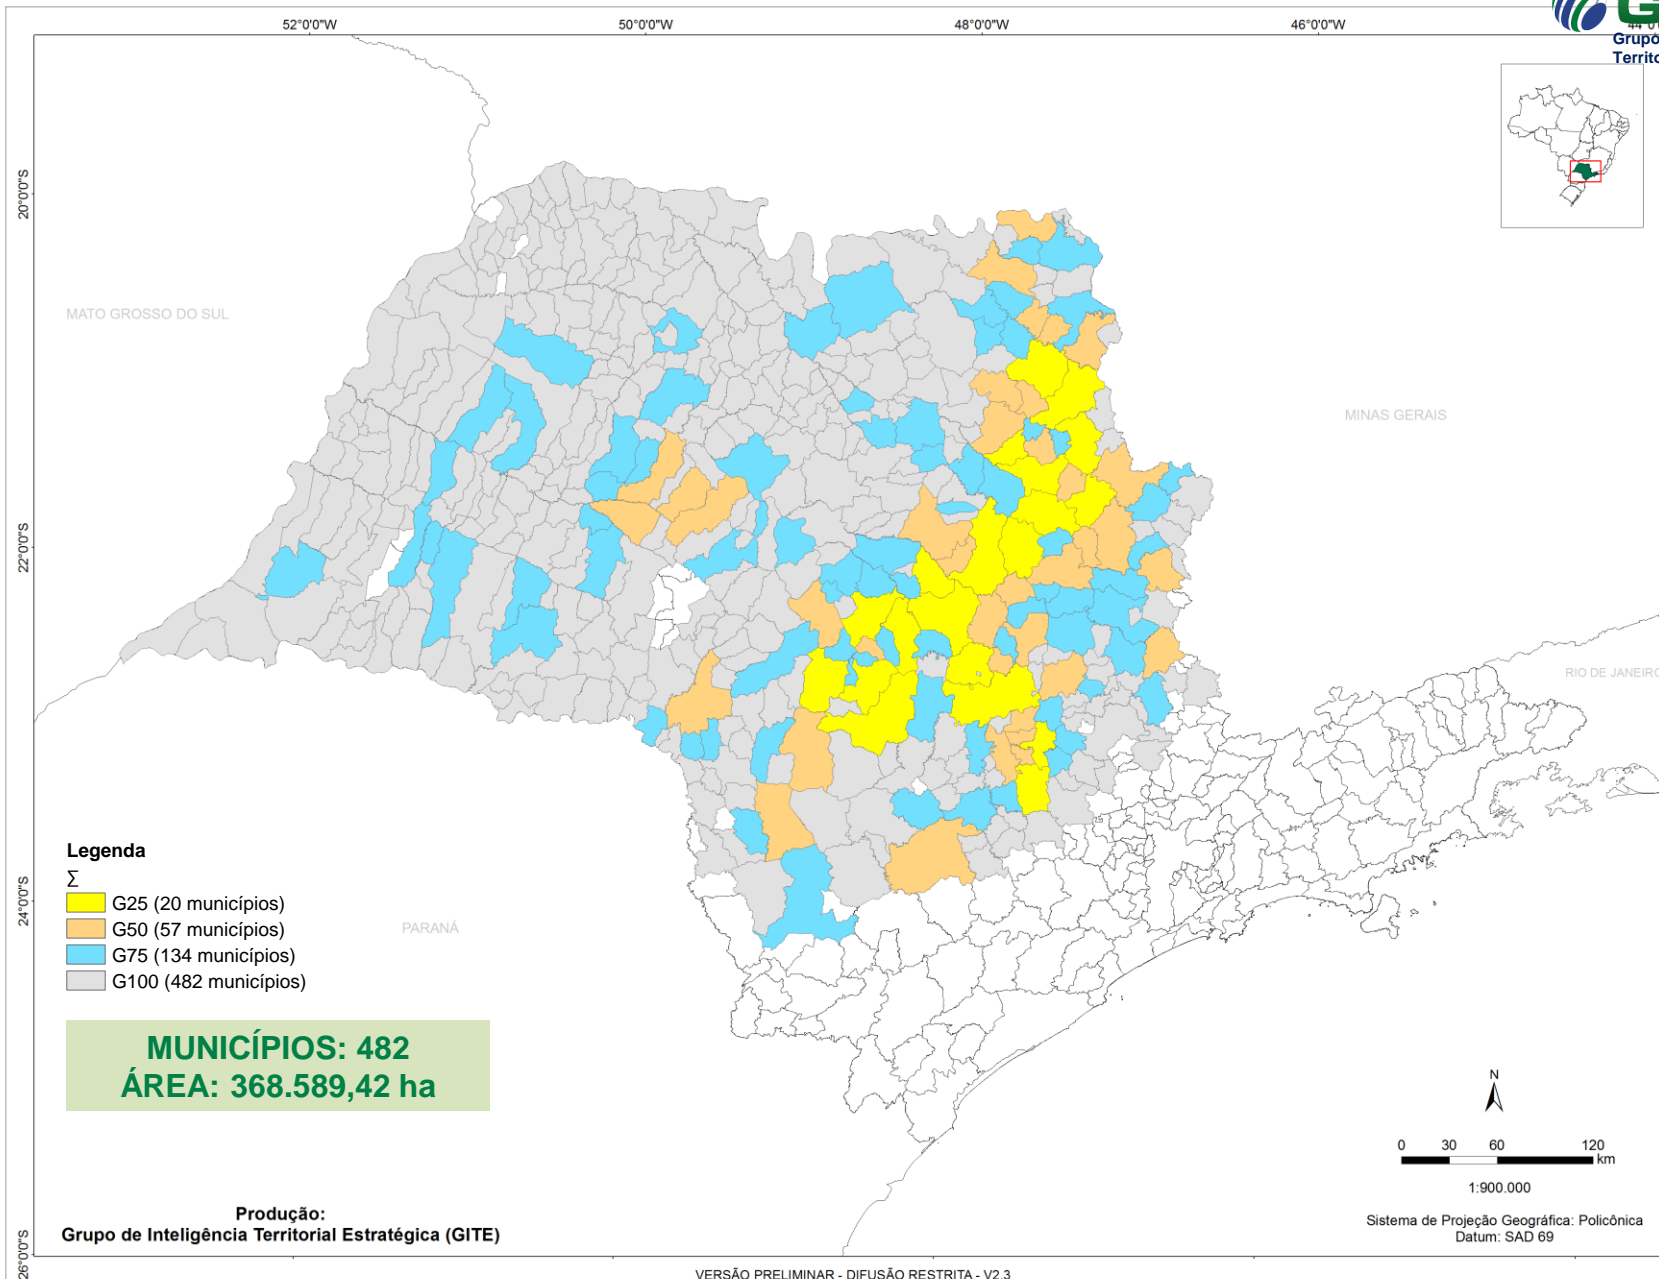 52°0'0"W
50°0'0"W
48°0'0"W
46°0'0"W
G
Grupo
Territo
20°0'0"S
22°0'0"S
24°0'0"S
26°0'0"S
MATO GROSSO DO SUL
MINAS GERAIS
RIO DE JANEIRO
PARANÁ
Legenda
Σ
G25 (20 municípios)
G50 (57 municípios)
G75 (134 municípios)
G100 (482 municípios)
MUNICÍPIOS: 482
ÁREA: 368.589,42 ha
N
0 30 60 120
km
1:900.000
Produção:
Grupo de Inteligência Territorial Estratégica (GITE)
Sistema de Projeção Geográfica: Policônica
Datum: SAD 69
VERSÃO PRELIMINAR - DIFUSÃO RESTRITA - V2.3